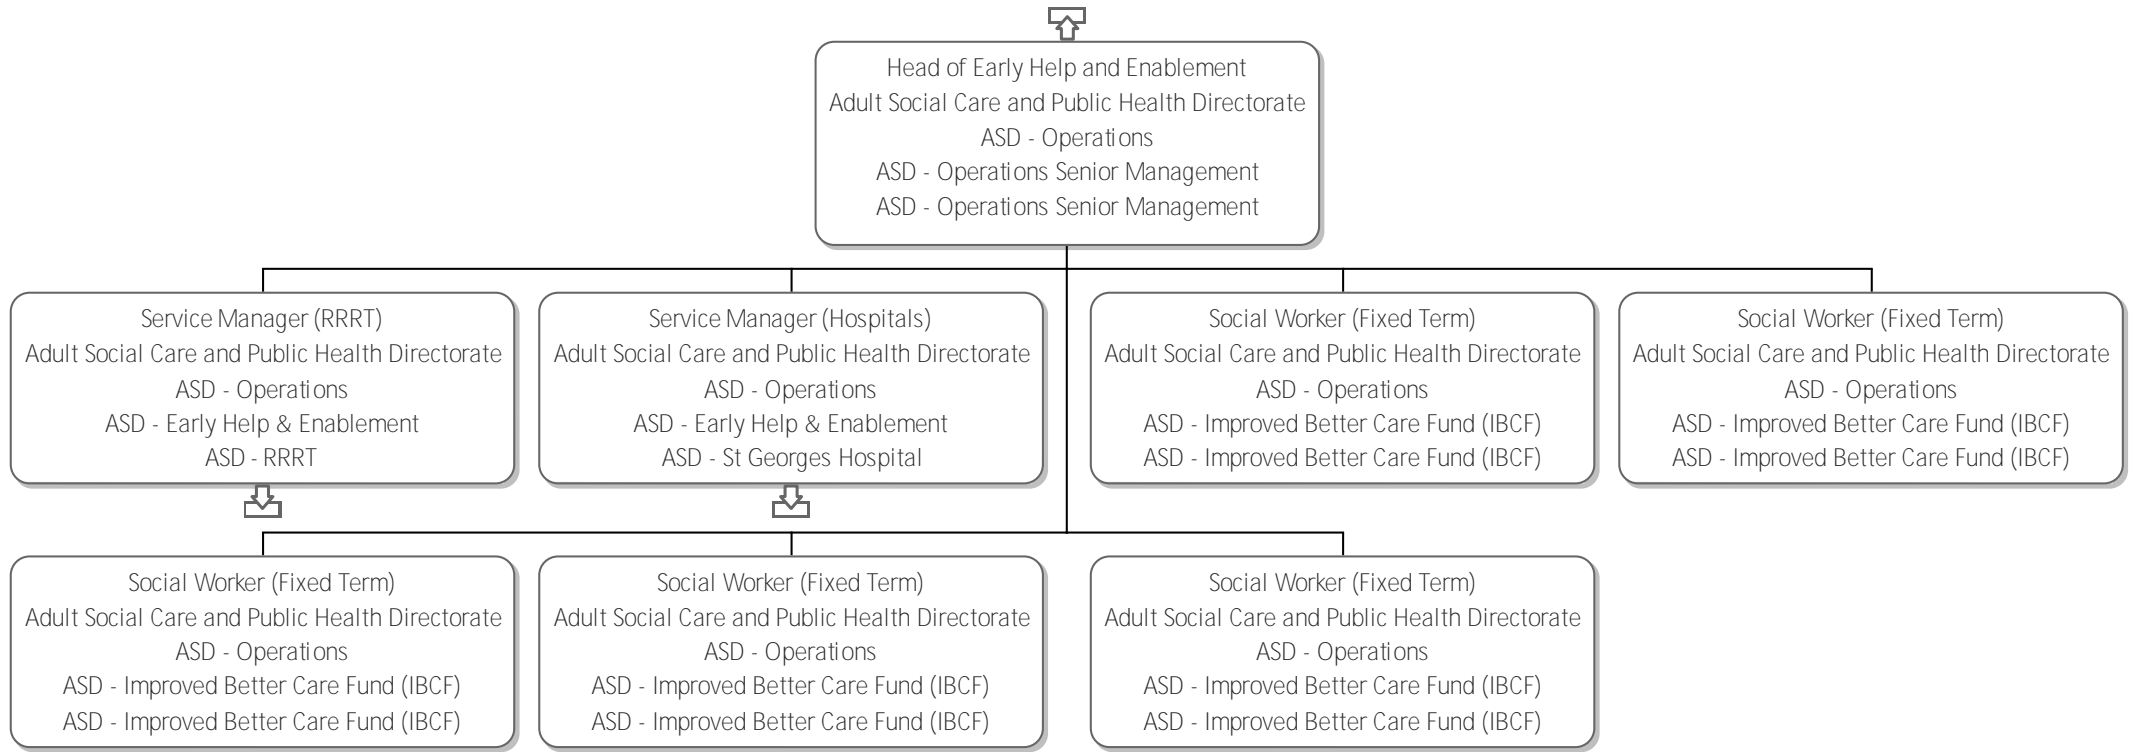 Head of Early Help and Enablement
Adult Social Care and Public Health Directorate
ASD - Operations
ASD - Operations Senior Management
ASD - Operations Senior Management
Service Manager (RRRT)
Adult Social Care and Public Health Directorate
ASD - Operations
ASD - Early Help & Enablement
ASD - RRRT
Service Manager (Hospitals)
Adult Social Care and Public Health Directorate
ASD - Operations
ASD - Early Help & Enablement
ASD - St Georges Hospital
Social Worker (Fixed Term)
Adult Social Care and Public Health Directorate
ASD - Operations
ASD - Improved Better Care Fund (IBCF)
ASD - Improved Better Care Fund (IBCF)
Social Worker (Fixed Term)
Adult Social Care and Public Health Directorate
ASD - Operations
ASD - Improved Better Care Fund (IBCF)
ASD - Improved Better Care Fund (IBCF)
Social Worker (Fixed Term)
Adult Social Care and Public Health Directorate
ASD - Operations
ASD - Improved Better Care Fund (IBCF)
ASD - Improved Better Care Fund (IBCF)
Social Worker (Fixed Term)
Adult Social Care and Public Health Directorate
ASD - Operations
ASD - Improved Better Care Fund (IBCF)
ASD - Improved Better Care Fund (IBCF)
Social Worker (Fixed Term)
Adult Social Care and Public Health Directorate
ASD - Operations
ASD - Improved Better Care Fund (IBCF)
ASD - Improved Better Care Fund (IBCF)